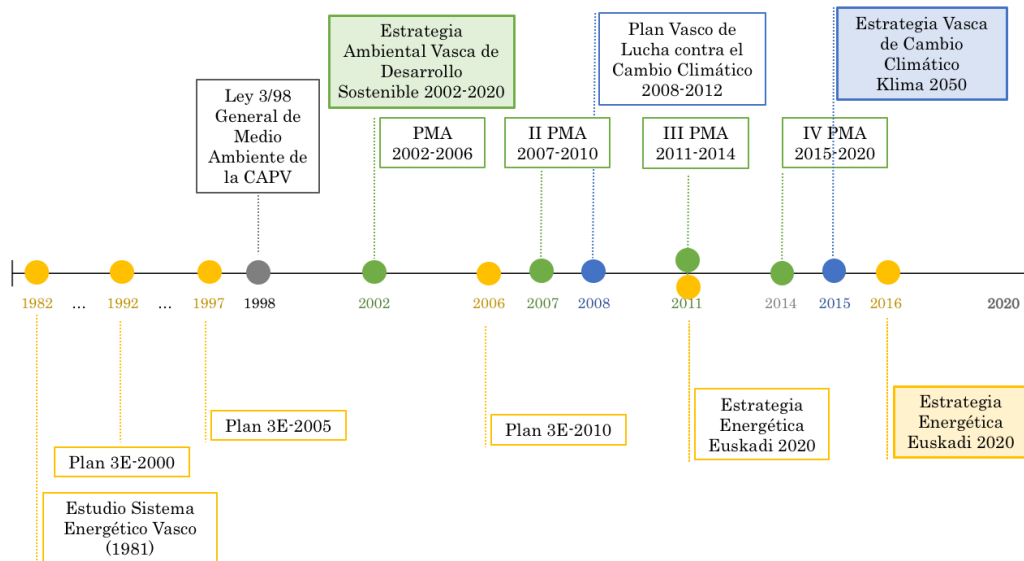 Estrategia
Ambiental Vasca de
Desarrollo
Sostenible 2002-2020
Plan Vasco de
Lucha contra el
Cambio Climático
2008-2012
Estrategia Vasca
de Cambio
Climático
Klima 2050
Ley 3/98
General de
Medio
Ambiente de
la CAPV
PMA
2002-2006
II PMA
2007-2010
III PMA
2011-2014
IV PMA
2015-2020
1982 ... 1992 ... 1997 1998 2002 2006 2007 2008 2011 2014 2015 2016 2020
Plan 3E-2005
Plan 3E-2010
Estrategia
Energética
Euskadi 2020
Estrategia
Energética
Euskadi 2020
Plan 3E-2000
Estudio Sistema
Energético Vasco
(1981)